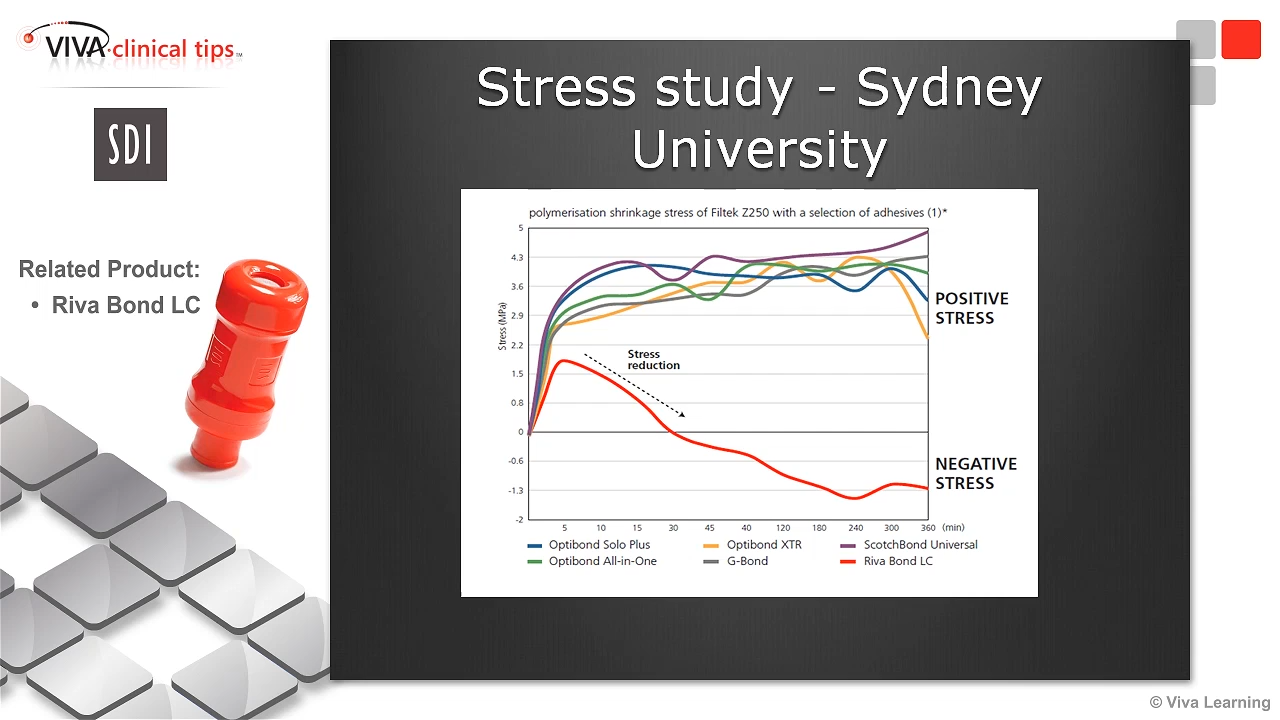 VIVA clinical tips™
SDI
Related Product:
• Riva Bond LC
Stress study - Sydney
University
polymerisation shrinkage stress of Filtek Z250 with a selection of adhesives (1)*
5
4.3
3.6
2.9
2.2
1.5
0.8
0
-0.6
-1.3
-2
Stress (MPa)
Stress
reduction
POSITIVE
STRESS
NEGATIVE
STRESS
5 10 15 30 45 40 120 180 240 300 360 (min)
Optibond Solo Plus Optibond XTR ScotchBond Universal
Optibond All-in-One G-Bond Riva Bond LC
© Viva Learning